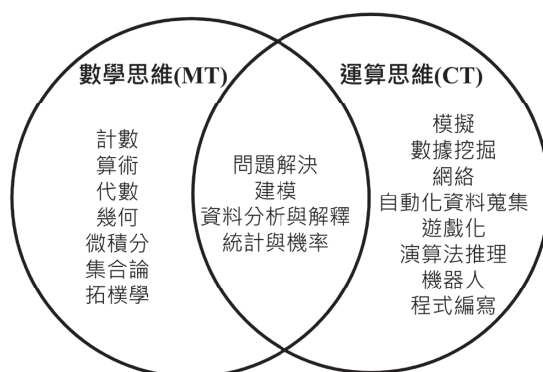 數學思維(MT)
計數
算術
代數
幾何
微積分
集合論
拓樸學
問題解決
建模
資料分析與解釋
統計與機率
運算思維(CT)
模擬
數據挖掘
網絡
自動化資料蒐集
遊戲化
演算法推理
機器人
程式編寫